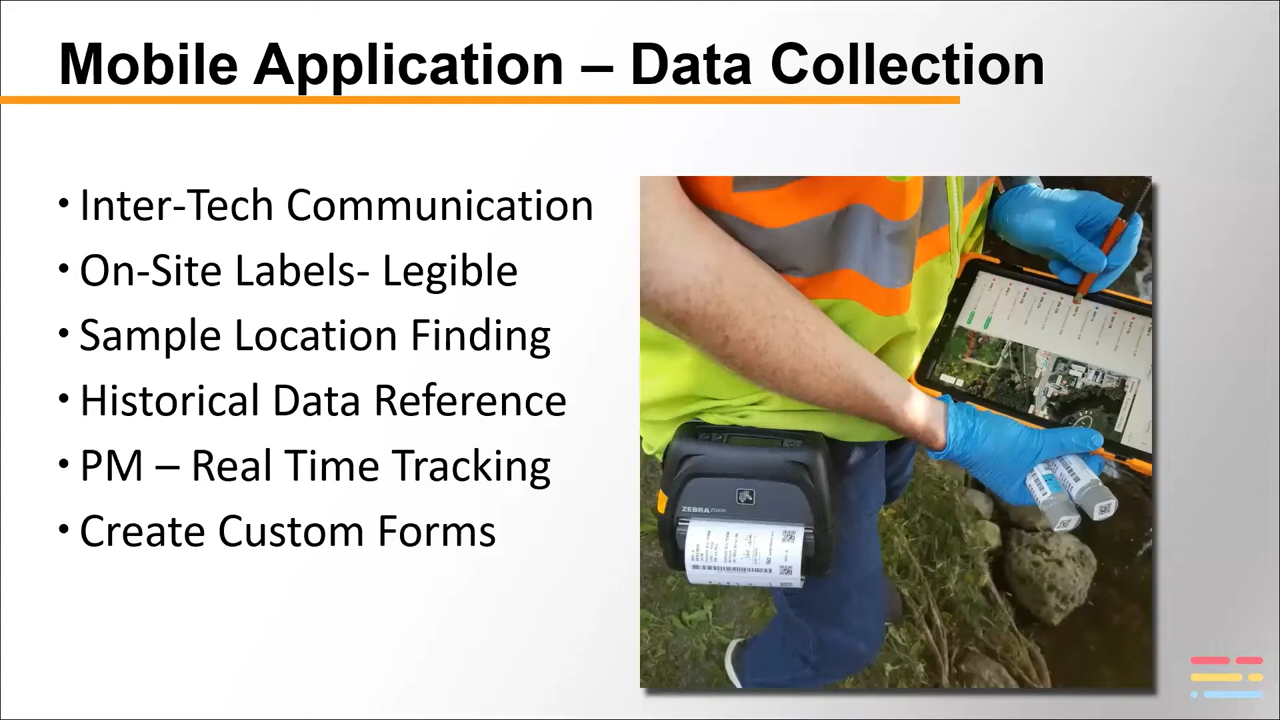 Mobile Application – Data Collection
• Inter-Tech Communication
• On-Site Labels- Legible
• Sample Location Finding
• Historical Data Reference
• PM – Real Time Tracking
• Create Custom Forms
ZEBRA